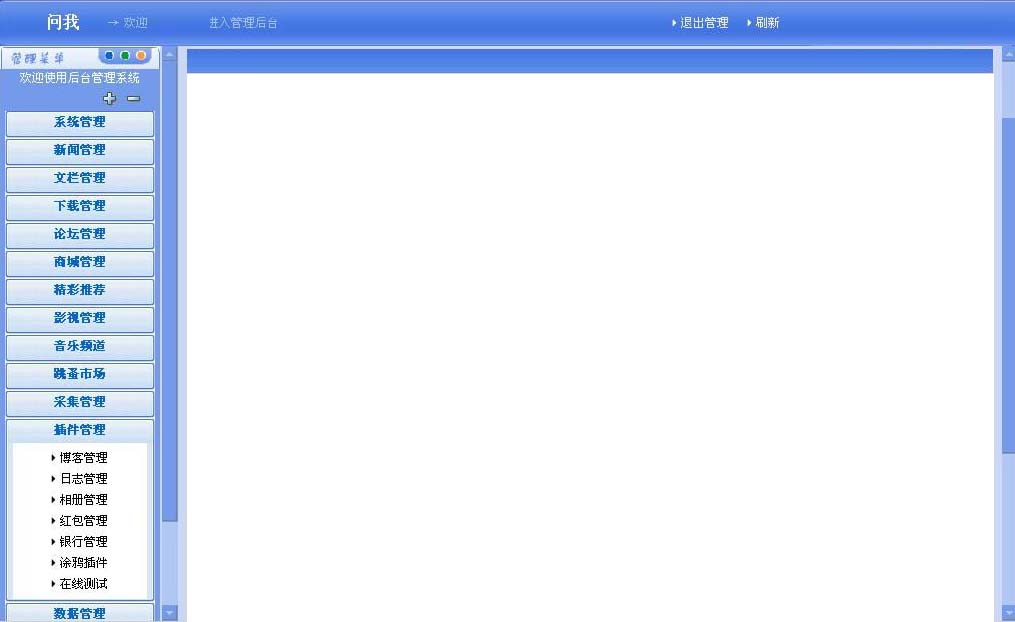 问我 → 欢迎 进入管理后台 退出管理 刷新
管理菜单
欢迎使用后台管理系统
系统管理
新闻管理
文栏管理
下载管理
论坛管理
商城管理
精彩推荐
影视管理
音乐频道
跳蚤市场
采集管理
插件管理
博客管理
日志管理
相册管理
红包管理
银行管理
涂鸦插件
在线测试
数据管理